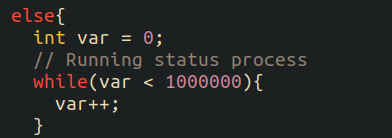 else{
int var = 0;
// Running status process
while(var < 1000000){
var++;
}